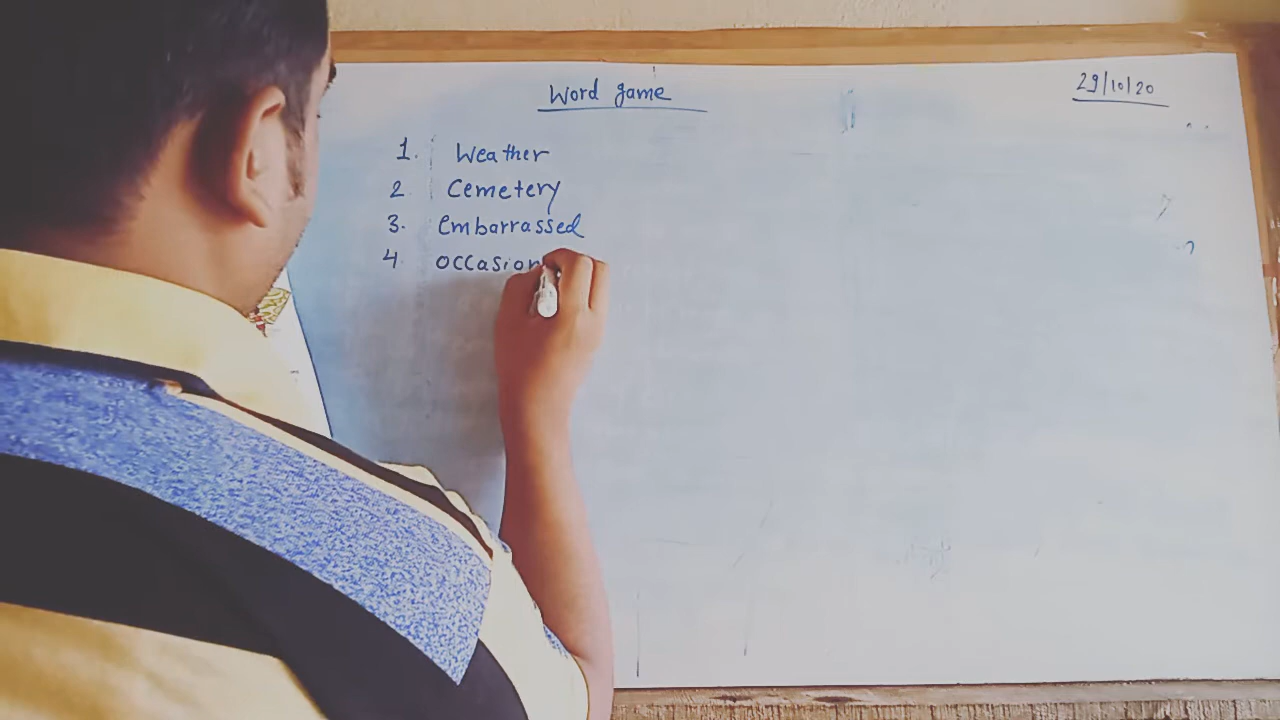 Word game
29/10/20
1. Weather
2 Cemetery
3. Embarrassed
4 occasion